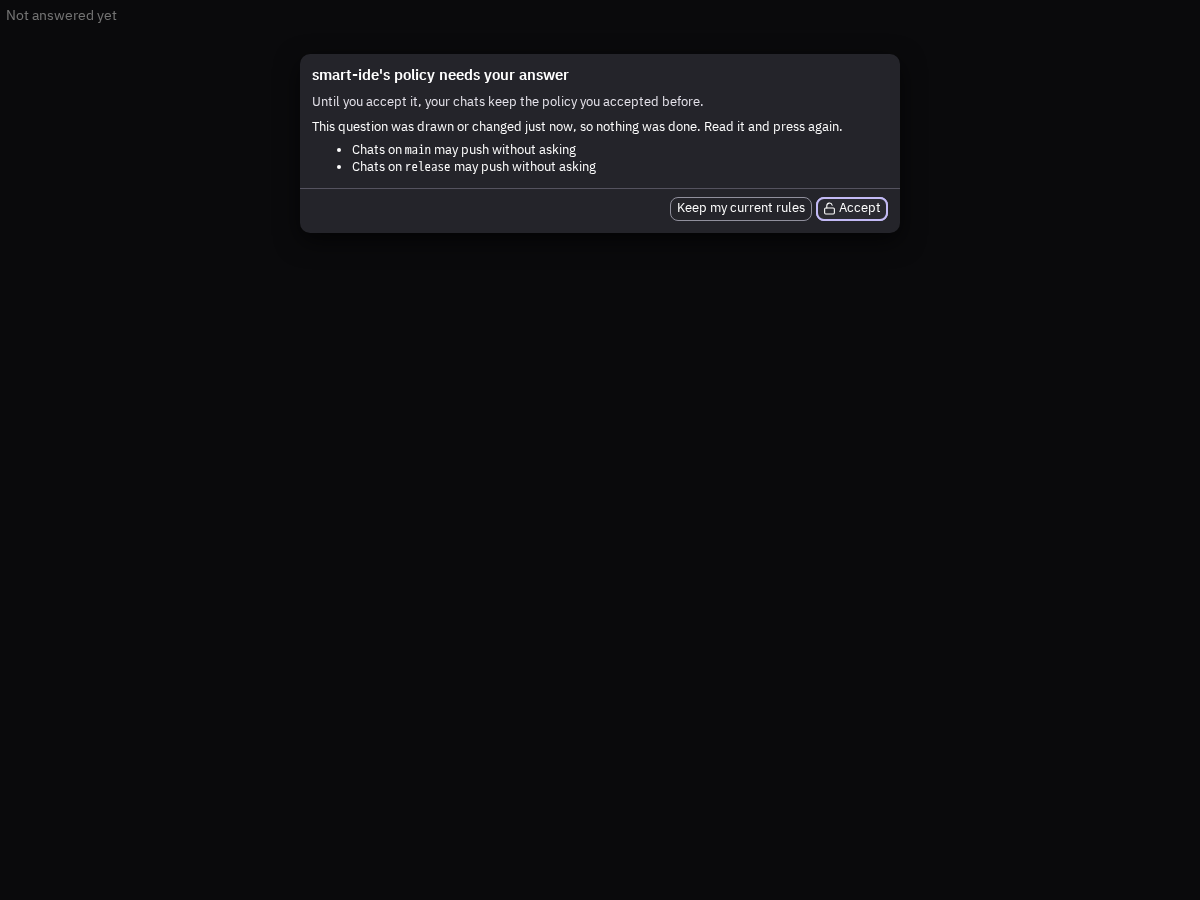 Not answered yet
smart-ide's policy needs your answer
Until you accept it, your chats keep the policy you accepted before.
This question was drawn or changed just now, so nothing was done. Read it and press again.
• Chats on main may push without asking
• Chats on release may push without asking
Keep my current rules
Accept